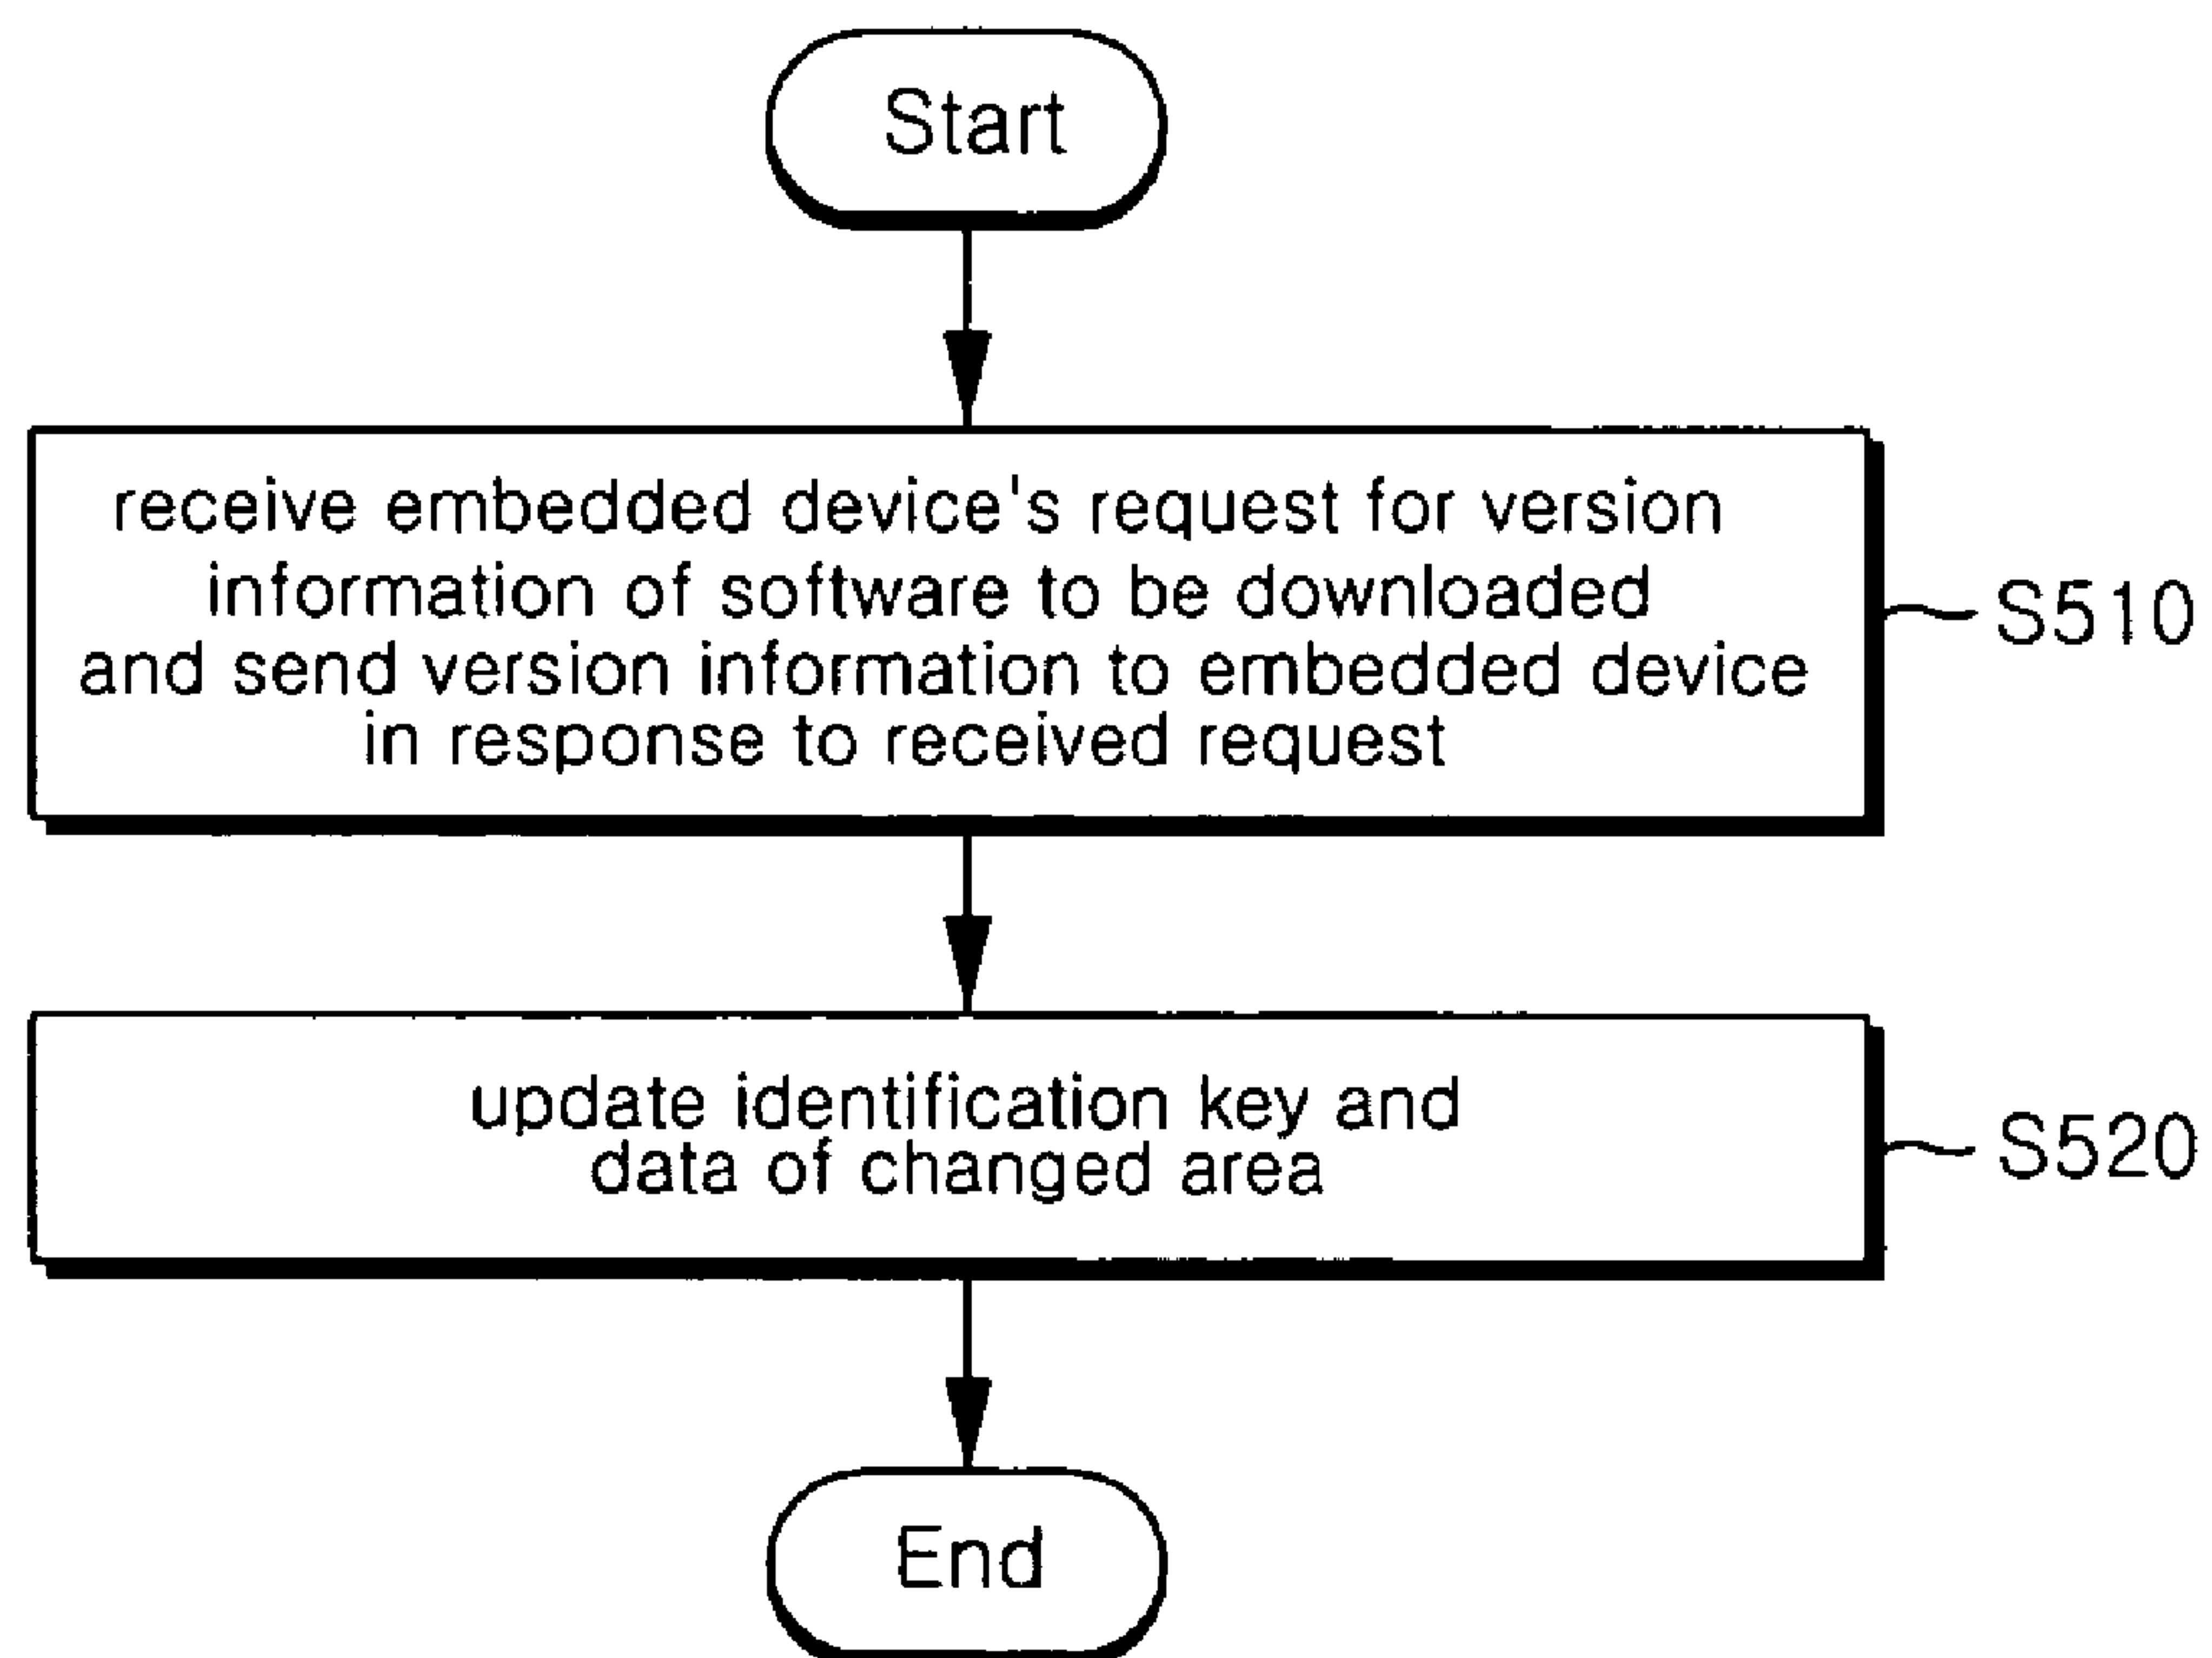 Start
receive embedded device's request for version
information of software to be downloaded
and send version information to embedded device
in response to received request
S510
update identification key and
data of changed area
S520
End